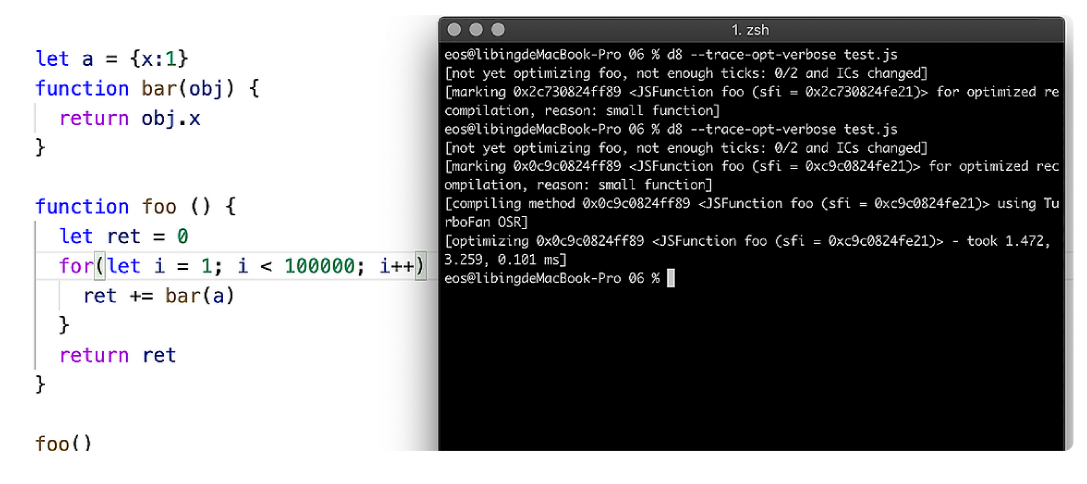 let a = {x:1}
function bar(obj) {
return obj.x
}
function foo () {
let ret = 0
for(let i = 1; i < 100000; i++)
ret += bar(a)
}
return ret
}
foo()
1. zsh
eos@libingdeMacBook-Pro 06 % d8 --trace-opt-verbose test.js
[not yet optimizing foo, not enough ticks: 0/2 and ICs changed]
[marking 0x2c730824ff89 <JSFunction foo (sfi = 0x2c730824fe21)> for optimized re
compilation, reason: small function]
eos@libingdeMacBook-Pro 06 % d8 --trace-opt-verbose test.js
[not yet optimizing foo, not enough ticks: 0/2 and ICs changed]
[marking 0x0c9c0824ff89 <JSFunction foo (sfi = 0xc9c0824fe21)> for optimized rec
ompilation, reason: small function]
[compiling method 0x0c9c0824ff89 <JSFunction foo (sfi = 0xc9c0824fe21)> using Tu
rboFan OSR]
[optimizing 0x0c9c0824ff89 <JSFunction foo (sfi = 0xc9c0824fe21)> - took 1.472,
3.259, 0.101 ms]
eos@libingdeMacBook-Pro 06 %